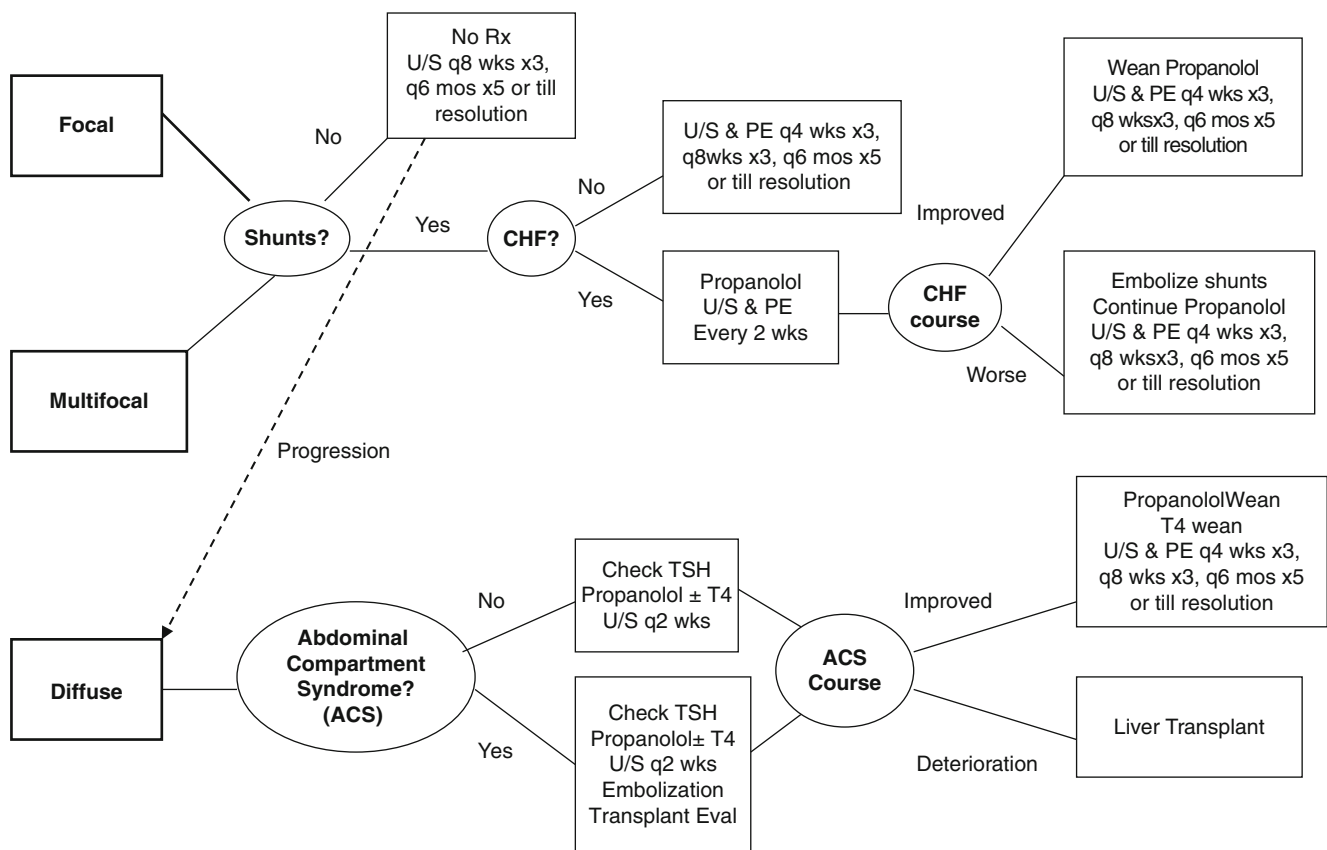 No Rx
U/S q8 wks x3,
q6 mos x5 or till
resolution
Focal
No
Shunts?
Yes
Multifocal
CHF?
No
U/S & PE q4 wks x3,
q8wks x3, q6 mos x5
or till resolution
Yes
Propanolol
U/S & PE
Every 2 wks
CHF
course
Improved
Wean Propanolol
U/S & PE q4 wks x3,
q8 wksx3, q6 mos x5
or till resolution
Worse
Embolize shunts
Continue Propanolol
U/S & PE q4 wks x3,
q8 wksx3, q6 mos x5
or till resolution
Progression
Diffuse
Abdominal
Compartment
Syndrome?
(ACS)
No
Check TSH
Propanolol ± T4
U/S q2 wks
Yes
Check TSH
Propanolol± T4
U/S q2 wks
Embolization
Transplant Eval
ACS
Course
Improved
PropanololWean
T4 wean
U/S & PE q4 wks x3,
q8 wks x3, q6 mos x5
or till resolution
Deterioration
Liver Transplant